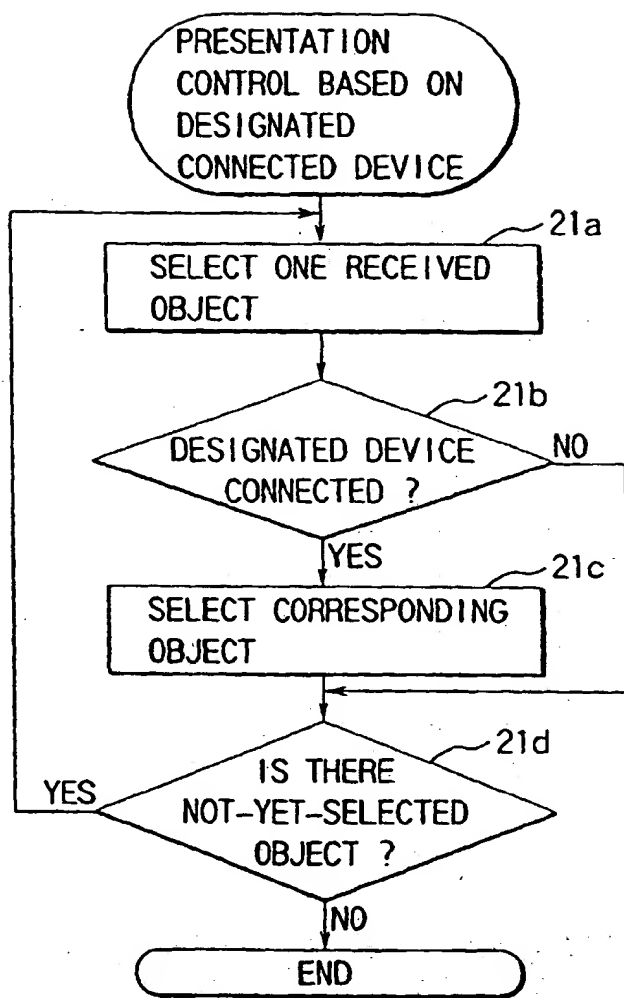 PRESENTATION
CONTROL BASED ON
DESIGNATED
CONNECTED DEVICE
21a
SELECT ONE RECEIVED
OBJECT
21b
DESIGNATED DEVICE
CONNECTED ?
NO
YES
21c
SELECT CORRESPONDING
OBJECT
21d
IS THERE
NOT-YET-SELECTED
OBJECT ?
YES
NO
END